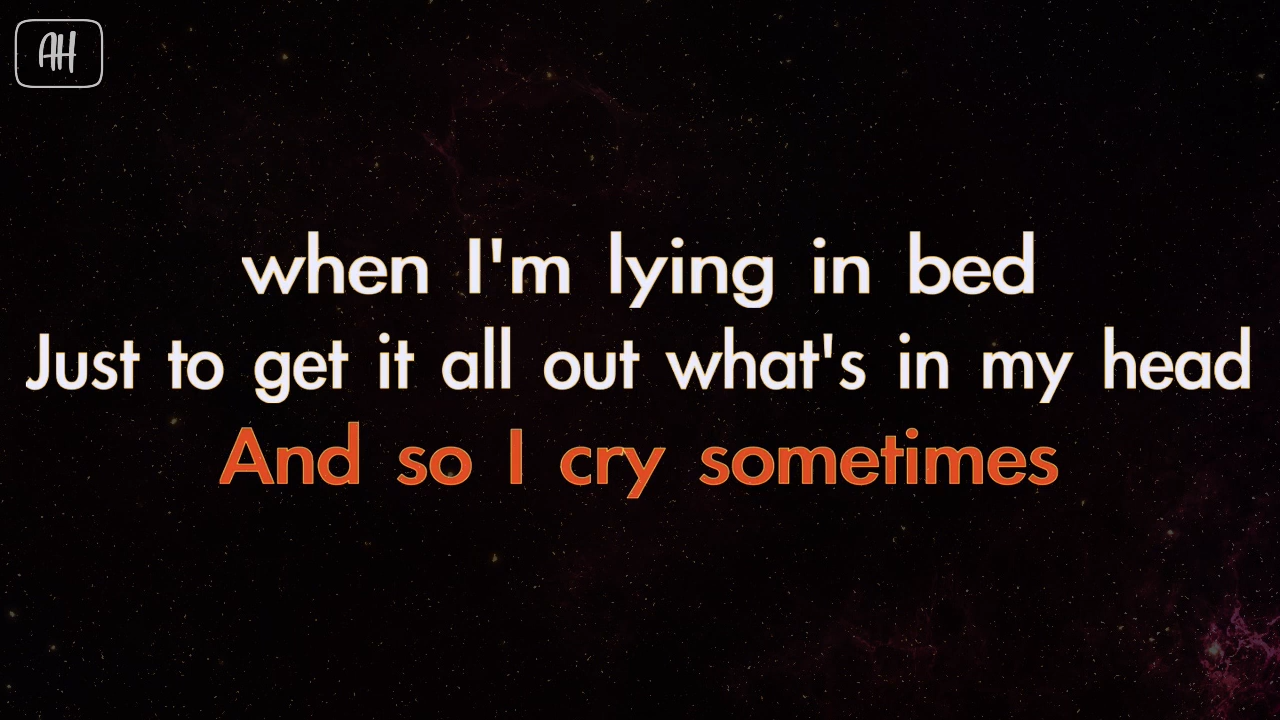 AH
when I'm lying in bed
Just to get it all out what's in my head
And so I cry sometimes